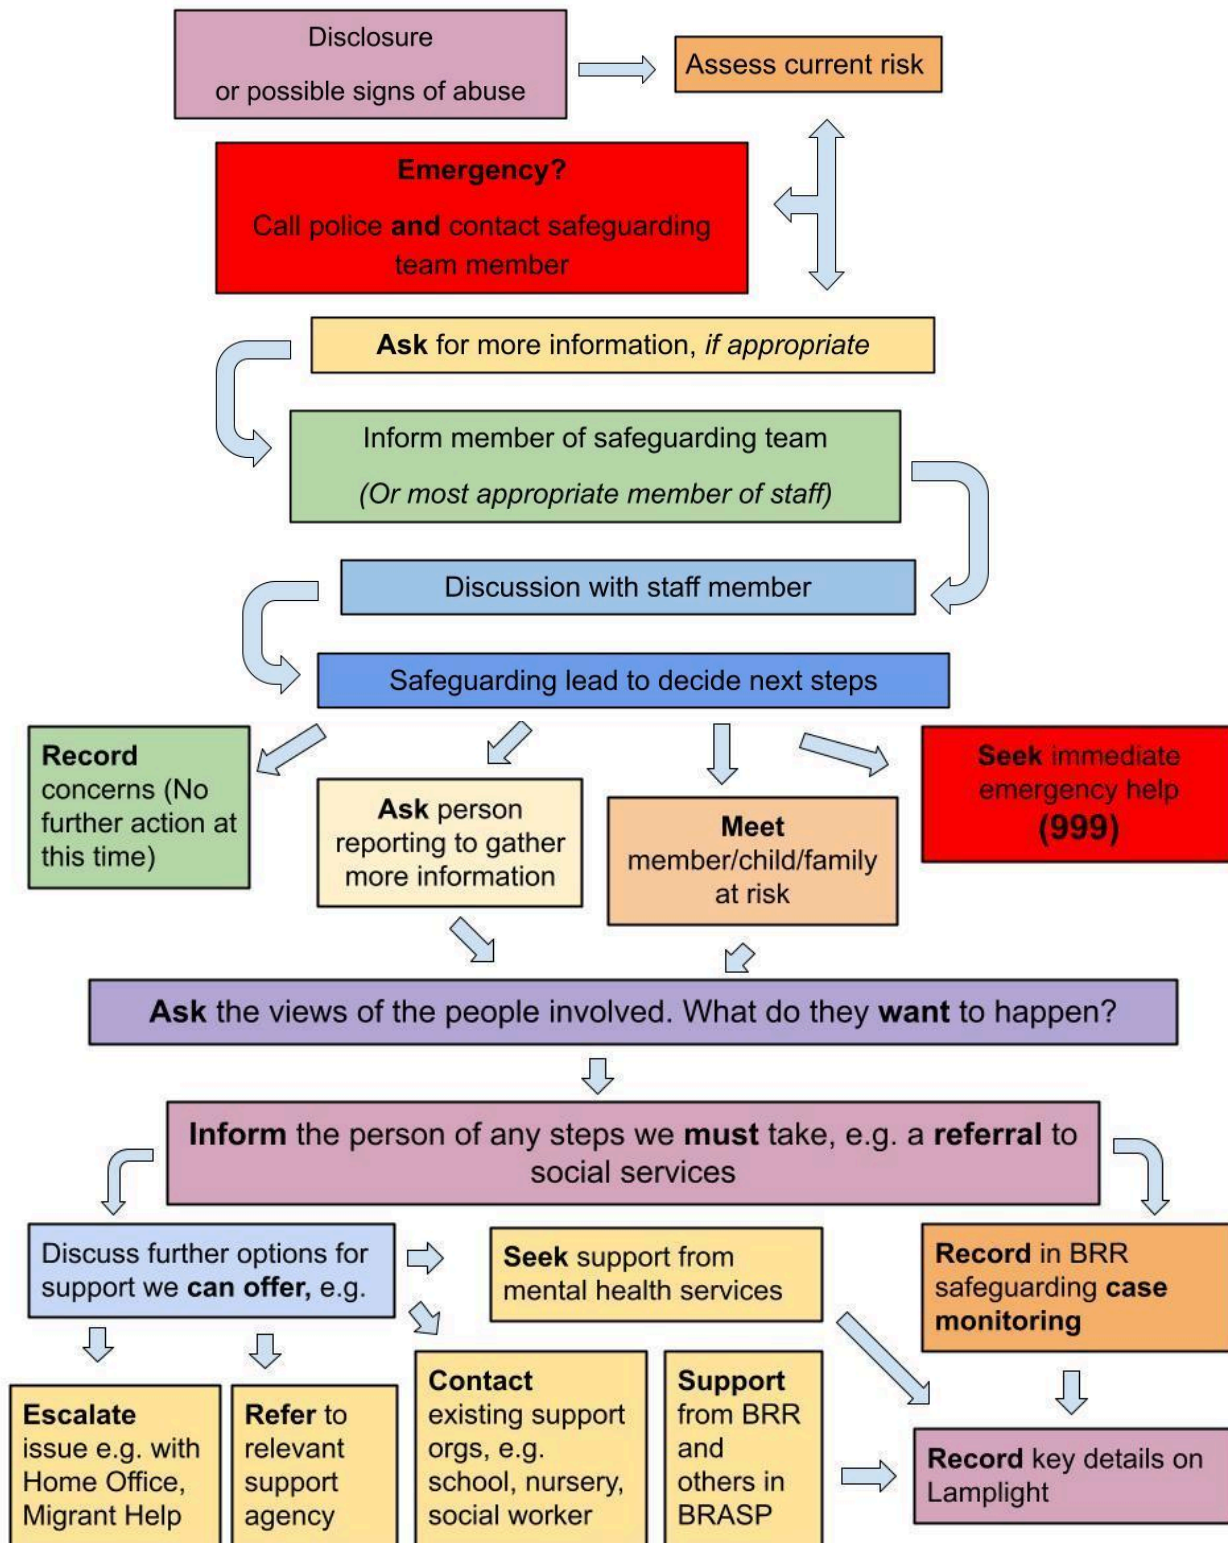 Disclosure
or possible signs of abuse
Assess current risk
Emergency?
Call police and contact safeguarding
team member
Ask for more information, if appropriate
Inform member of safeguarding team
(Or most appropriate member of staff)
Discussion with staff member
Safeguarding lead to decide next steps
Record
concerns (No
further action at
this time)
Ask person
reporting to gather
more information
Meet
member/child/family
at risk
Seek immediate
emergency help
(999)
Ask the views of the people involved. What do they want to happen?
Inform the person of any steps we must take, e.g. a referral to
social services
Discuss further options for
support we can offer, e.g.
Seek support from
mental health services
Record in BRR
safeguarding case
monitoring
Escalate
issue e.g. with
Home Office,
Migrant Help
Refer to
relevant
support
agency
Contact
existing support
orgs, e.g.
school, nursery,
social worker
Support
from BRR
and
others in
BRASP
Record key details on
Lamplight